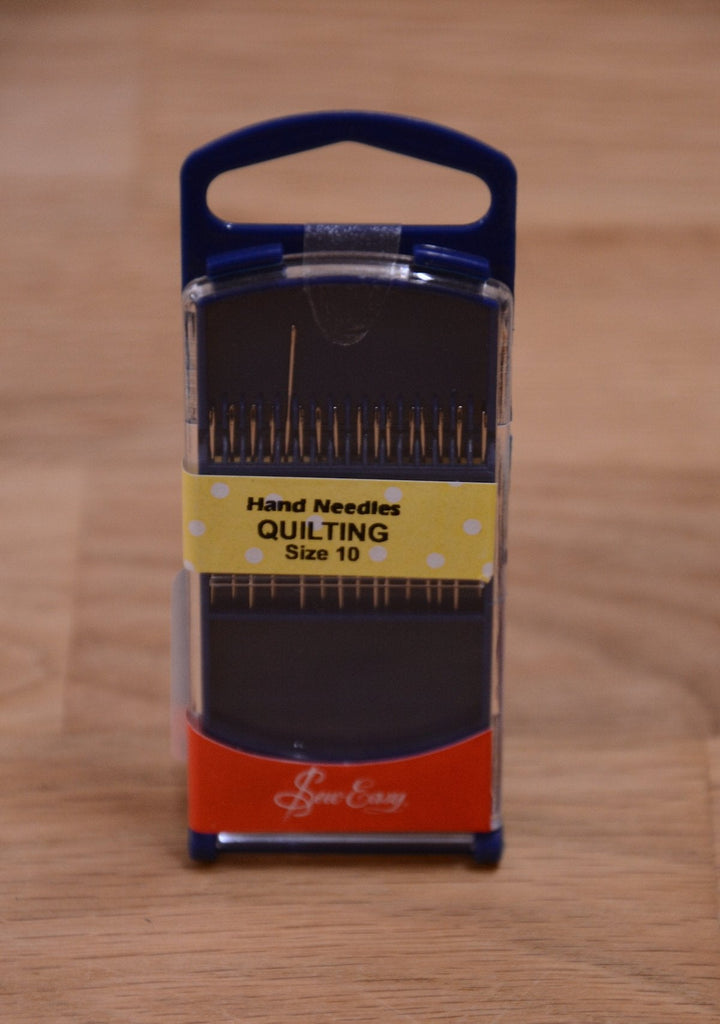 Hand Needles
QUILTING
Size 10
Sew Easy